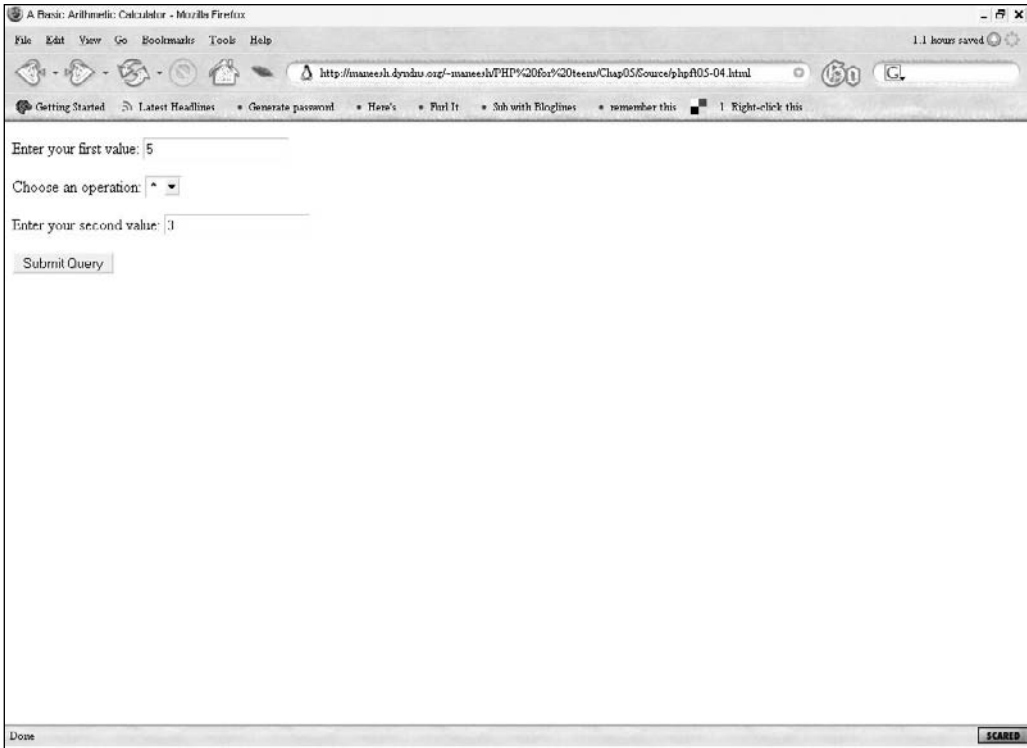 A Basic Arithmetic Calculator - Mozilla Firefox
File Edit View Go Bookmarks Tools Help
1.1 hours saved
http://maneesh.dyndns.org/~maneesh/PHP%20for%20teens/Chap05/Source/phpft05-04.html
Go
G
Getting Started Latest Headlines Generate password Here's Furl It Sub with Bloglines remember this 1 Right-click this
Enter your first value: 5
Choose an operation: ^
Enter your second value: 3
Submit Query
Done
SCARED